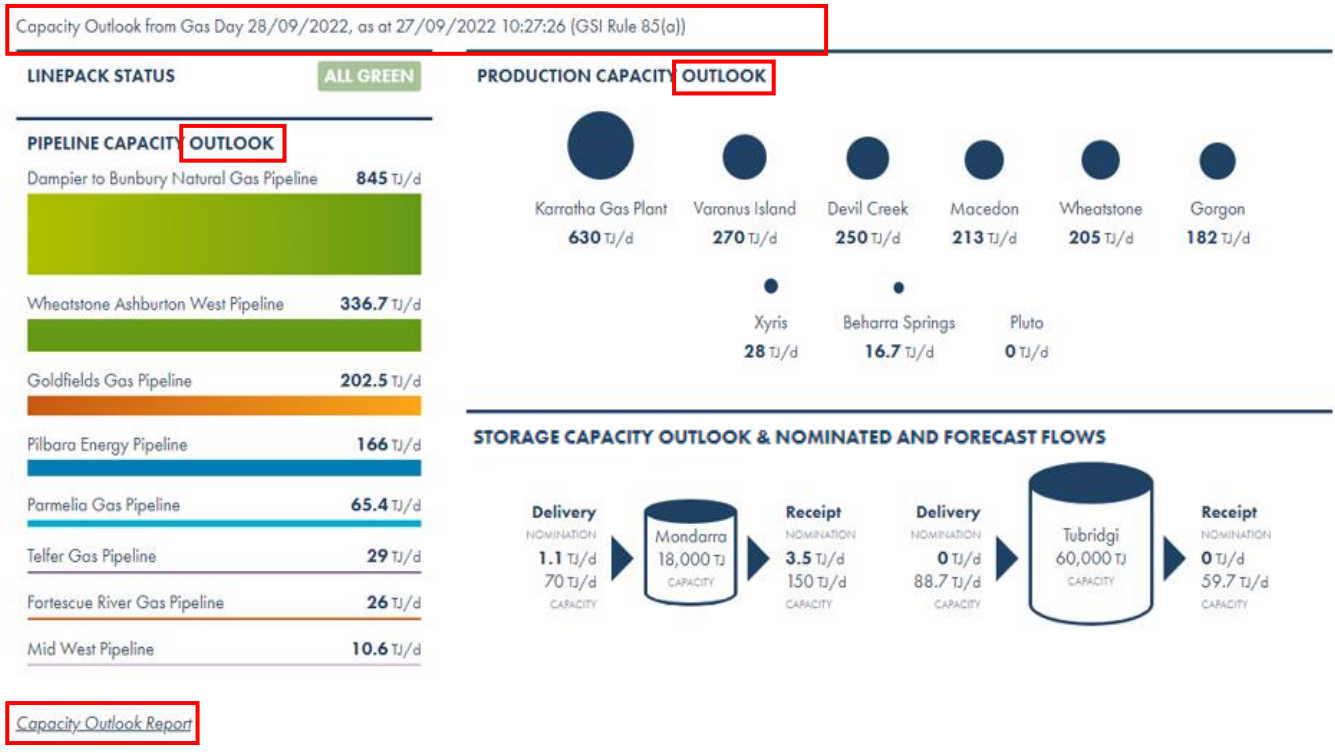 Capacity Outlook from Gas Day 28/09/2022, as at 27/09/2022 10:27:26 (GSI Rule 85(a))
LINEPACK STATUS ALL GREEN
PIPELINE CAPACITY OUTLOOK
Dampier to Bunbury Natural Gas Pipeline 845 TJ/d
Wheatstone Ashburton West Pipeline 336.7 TJ/d
Goldfields Gas Pipeline 202.5 TJ/d
Pilbara Energy Pipeline 166 TJ/d
Parmelia Gas Pipeline 65.4 TJ/d
Telfer Gas Pipeline 29 TJ/d
Fortescue River Gas Pipeline 26 TJ/d
Mid West Pipeline 10.6 TJ/d
Capacity Outlook Report
PRODUCTION CAPACITY OUTLOOK
Karratha Gas Plant Varanus Island Devil Creek Macedon Wheatstone Gorgon
630 TJ/d 270 TJ/d 250 TJ/d 213 TJ/d 205 TJ/d 182 TJ/d
Xyris Beharra Springs Pluto
28 TJ/d 16.7 TJ/d 0 TJ/d
STORAGE CAPACITY OUTLOOK & NOMINATED AND FORECAST FLOWS
Delivery
NOMINATION
1.1 TJ/d
70 TJ/d
CAPACITY
Mondarra
18,000 TJ
CAPACITY
Receipt
NOMINATION
3.5 TJ/d
150 TJ/d
CAPACITY
Delivery
NOMINATION
0 TJ/d
88.7 TJ/d
CAPACITY
Tubridgi
60,000 TJ
CAPACITY
Receipt
NOMINATION
0 TJ/d
59.7 TJ/d
CAPACITY